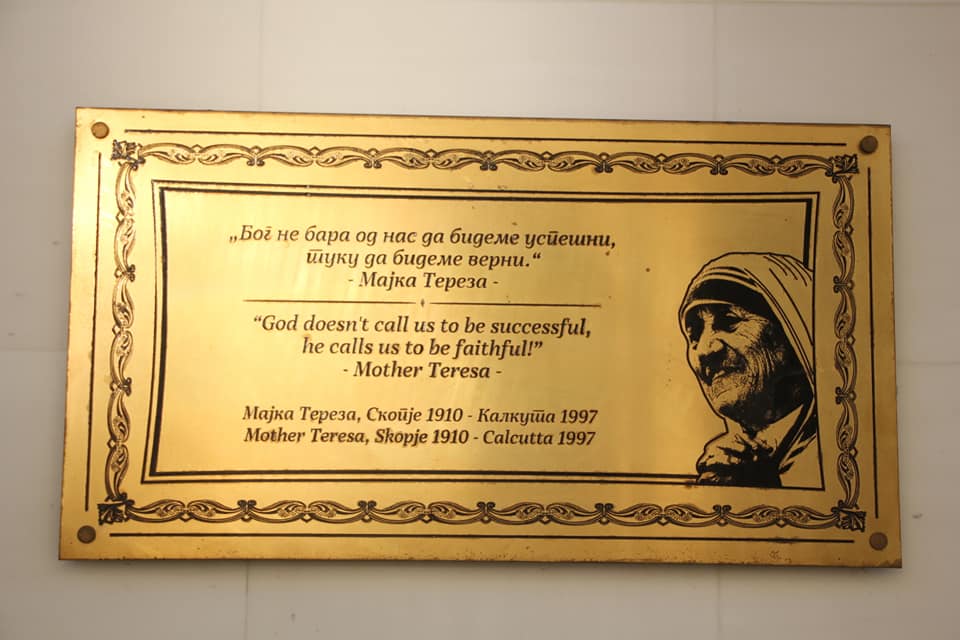 „Бог не бара од нас да бидеме успешни,
туку да бидеме верни.“
- Мајка Тереза -
“God doesn't call us to be successful,
he calls us to be faithful!”
- Mother Teresa -
Мајка Тереза, Скопје 1910 - Калкута 1997
Mother Teresa, Skopje 1910 - Calcutta 1997